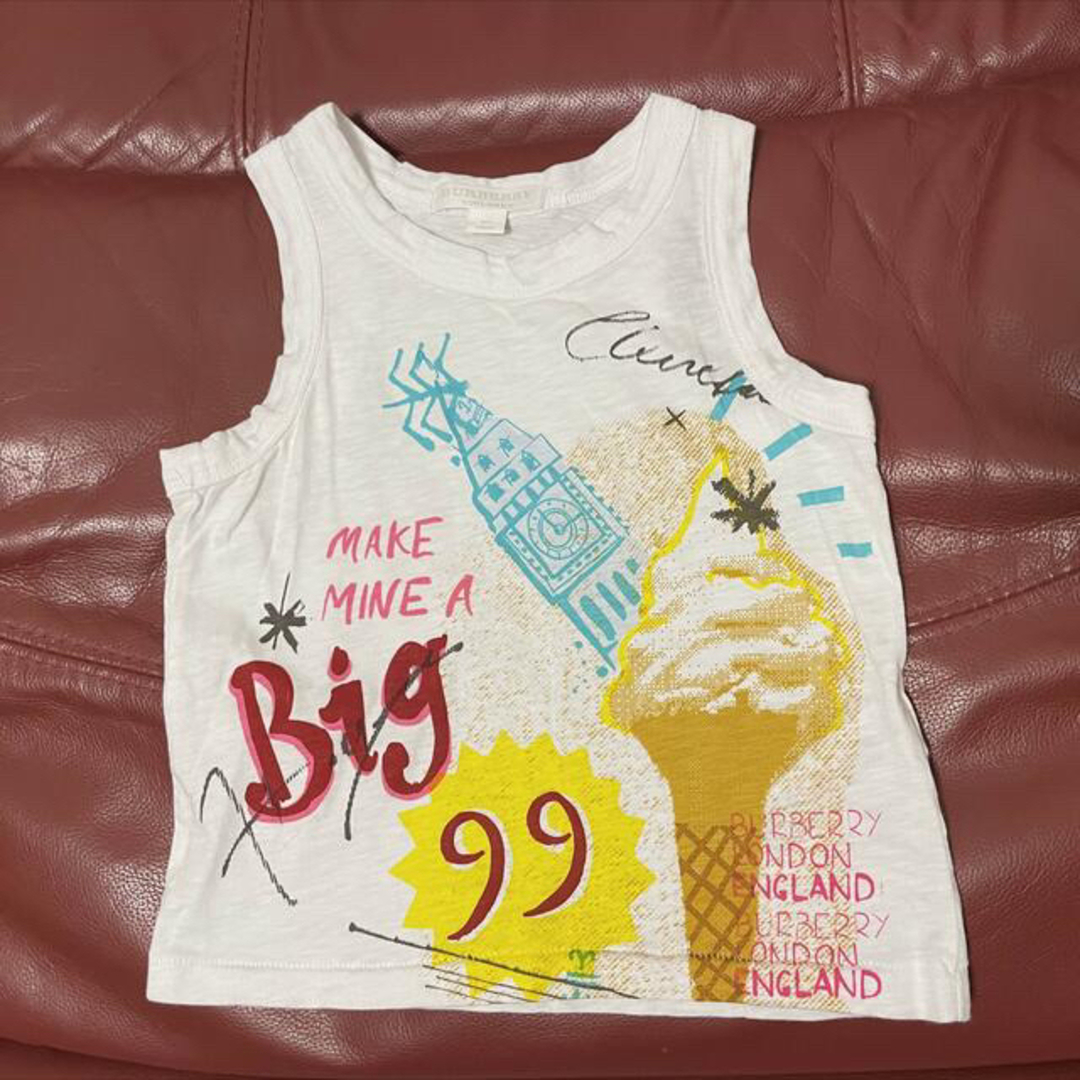 BURBERRY
MAKE
MINE A
Big
99
BURBERRY
LONDON
ENGLAND
BURBERRY
LONDON
ENGLAND